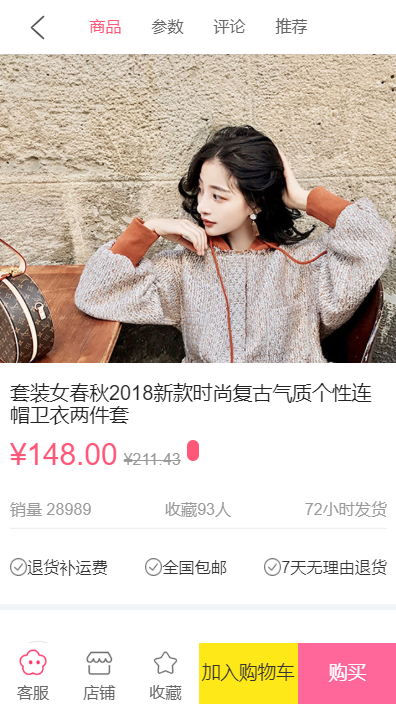 商品 参数 评论 推荐
套装女春秋2018新款时尚复古气质个性连
帽卫衣两件套
¥148.00 ¥211.43
销量 28989 收藏93人 72小时发货
退货补运费 全国包邮 7天无理由退货
客服 店铺 收藏 加入购物车 购买